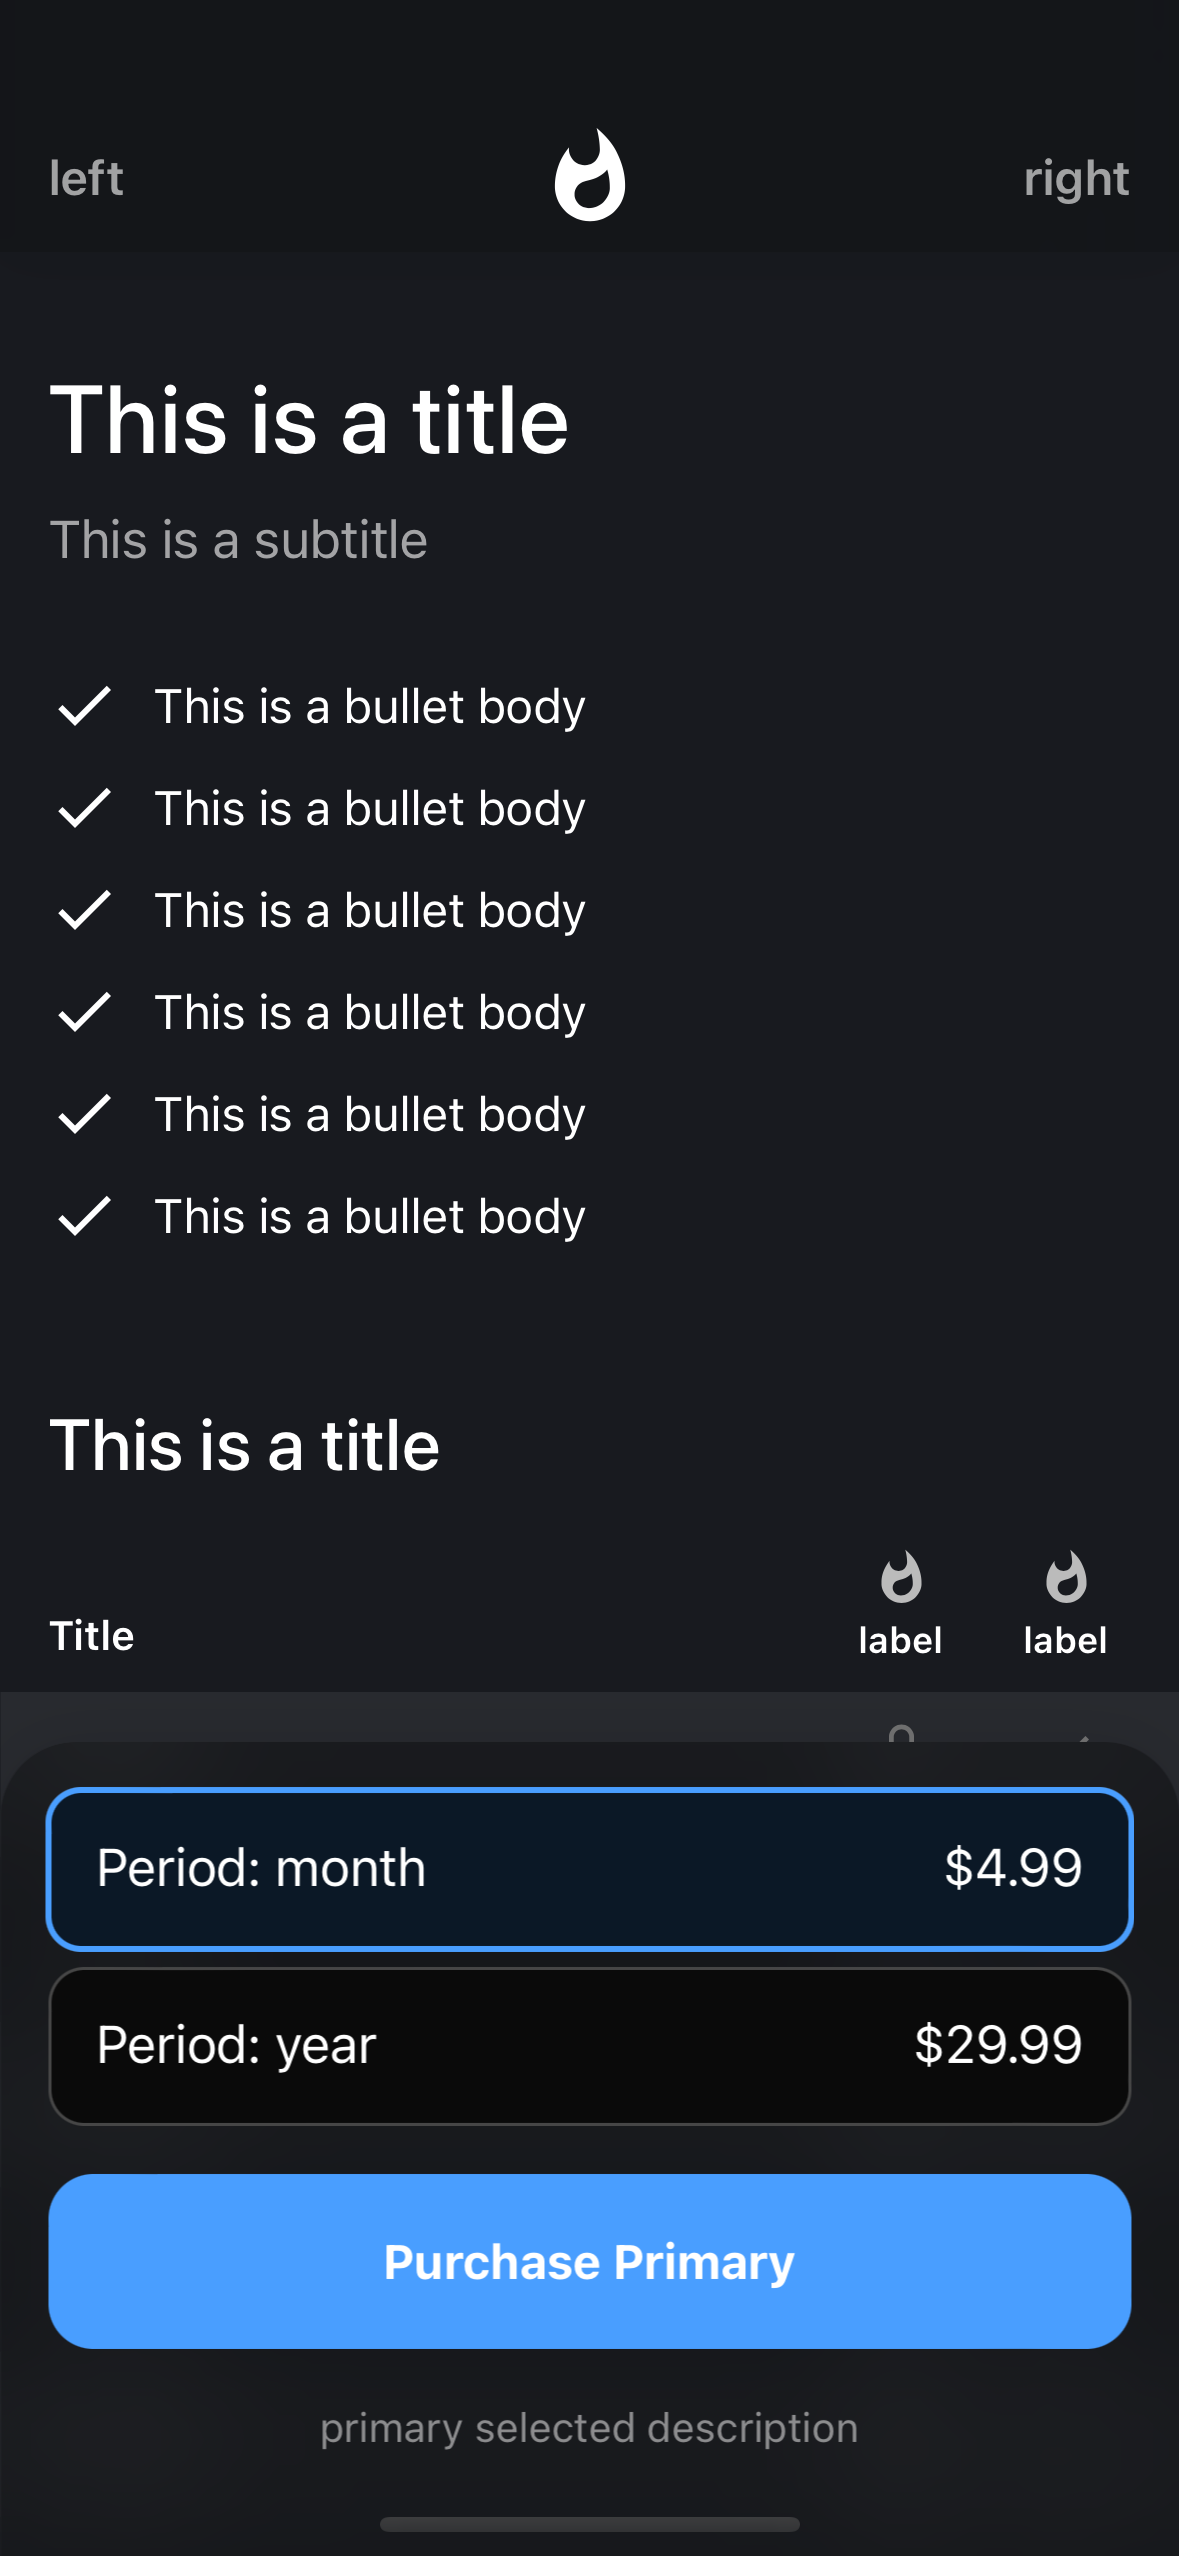 left
right
This is a title
This is a subtitle
This is a bullet body
This is a bullet body
This is a bullet body
This is a bullet body
This is a bullet body
This is a bullet body
This is a title
Title
label
label
Period: month
$4.99
Period: year
$29.99
Purchase Primary
primary selected description